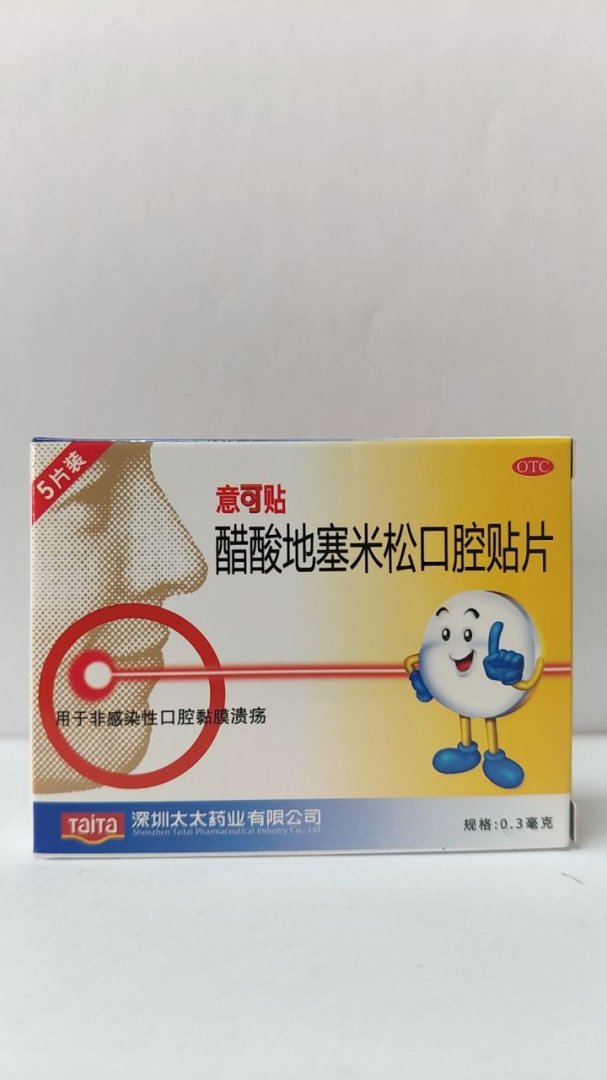 5片装
OTC
意可贴
醋酸地塞米松口腔贴片
用于非感染性口腔黏膜溃疡
TaiTa
深圳太太药业有限公司
Shenzhen Taitai Pharmaceutical Industry Co., Ltd.
规格:0.3毫克